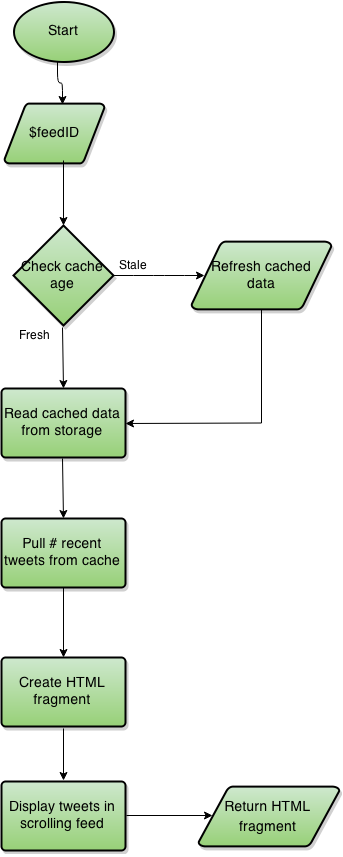 Start
$feedID
Check cache
age
Stale
Refresh cached
data
Fresh
Read cached data
from storage
Pull # recent
tweets from cache
Create HTML
fragment
Display tweets in
scrolling feed
Return HTML
fragment